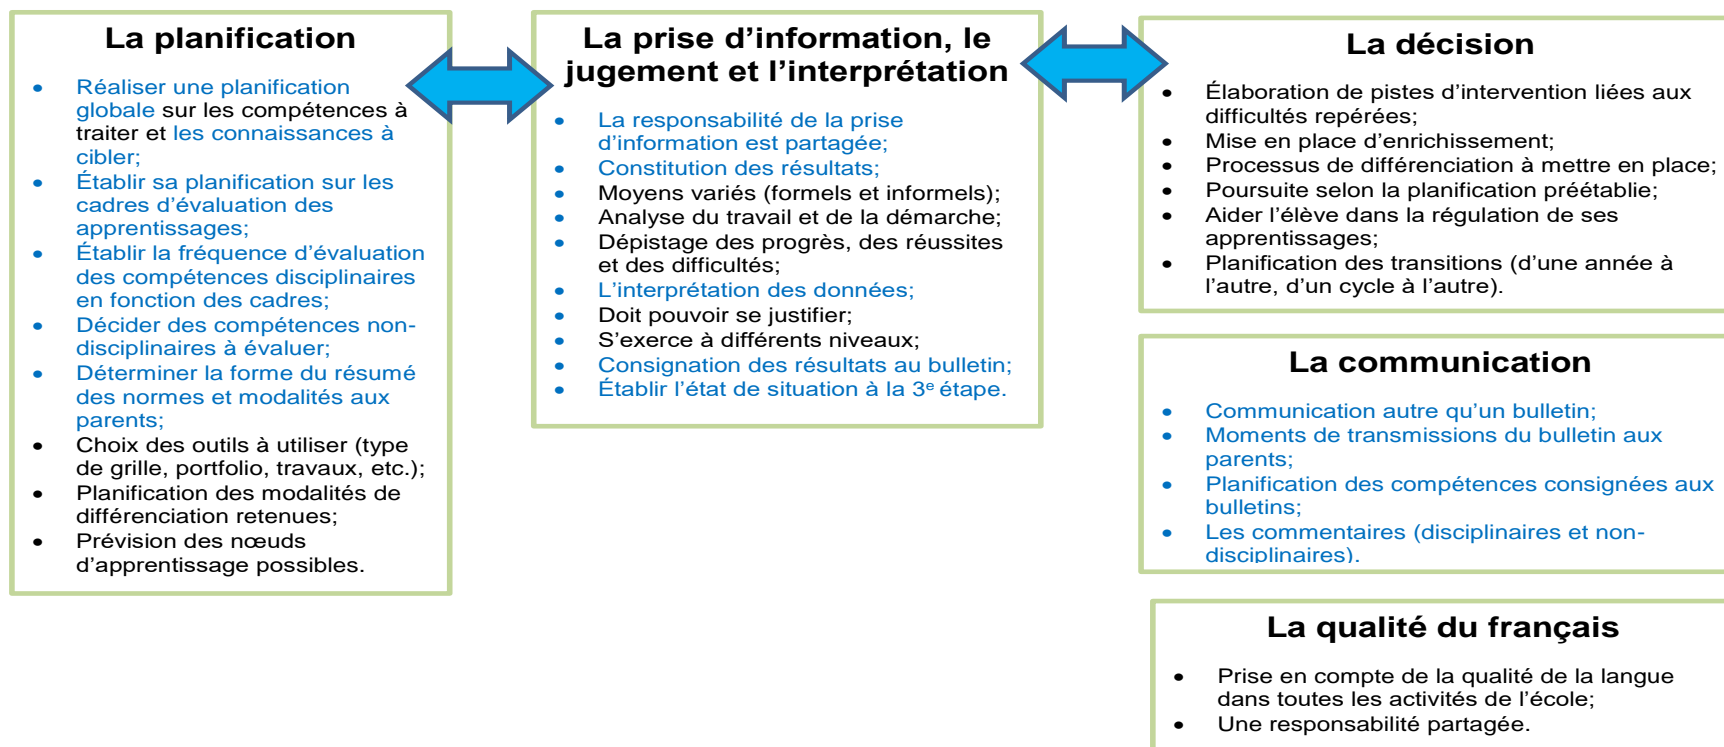 La planification
Réaliser une planification
globale sur les compétences à
traiter et les connaissances à
cibler;
Établir sa planification sur les
cadres d’évaluation des
apprentissages;
Établir la fréquence d’évaluation
des compétences disciplinaires
en fonction des cadres;
Décider des compétences non-
disciplinaires à évaluer;
Déterminer la forme du résumé
des normes et modalités aux
parents;
Choix des outils à utiliser (type
de grille, portfolio, travaux, etc.);
Planification des modalités de
différenciation retenues;
Prévision des nœuds
d’apprentissage possibles.
La prise d’information, le
jugement et l’interprétation
La responsabilité de la prise
d’information est partagée;
Constitution des résultats;
Moyens variés (formels et informels);
Analyse du travail et de la démarche;
Dépistage des progrès, des réussites
et des difficultés;
L’interprétation des données;
Doit pouvoir se justifier;
S’exerce à différents niveaux;
Consignation des résultats au bulletin;
Établir l’état de situation à la 3e étape.
La décision
Élaboration de pistes d’intervention liées aux
difficultés repérées;
Mise en place d’enrichissement;
Processus de différenciation à mettre en place;
Poursuite selon la planification préétablie;
Aider l’élève dans la régulation de ses
apprentissages;
Planification des transitions (d’une année à
l’autre, d’un cycle à l’autre).
La communication
Communication autre qu’un bulletin;
Moments de transmissions du bulletin aux
parents;
Planification des compétences consignées aux
bulletins;
Les commentaires (disciplinaires et non-
disciplinaires).
La qualité du français
Prise en compte de la qualité de la langue
dans toutes les activités de l’école;
Une responsabilité partagée.